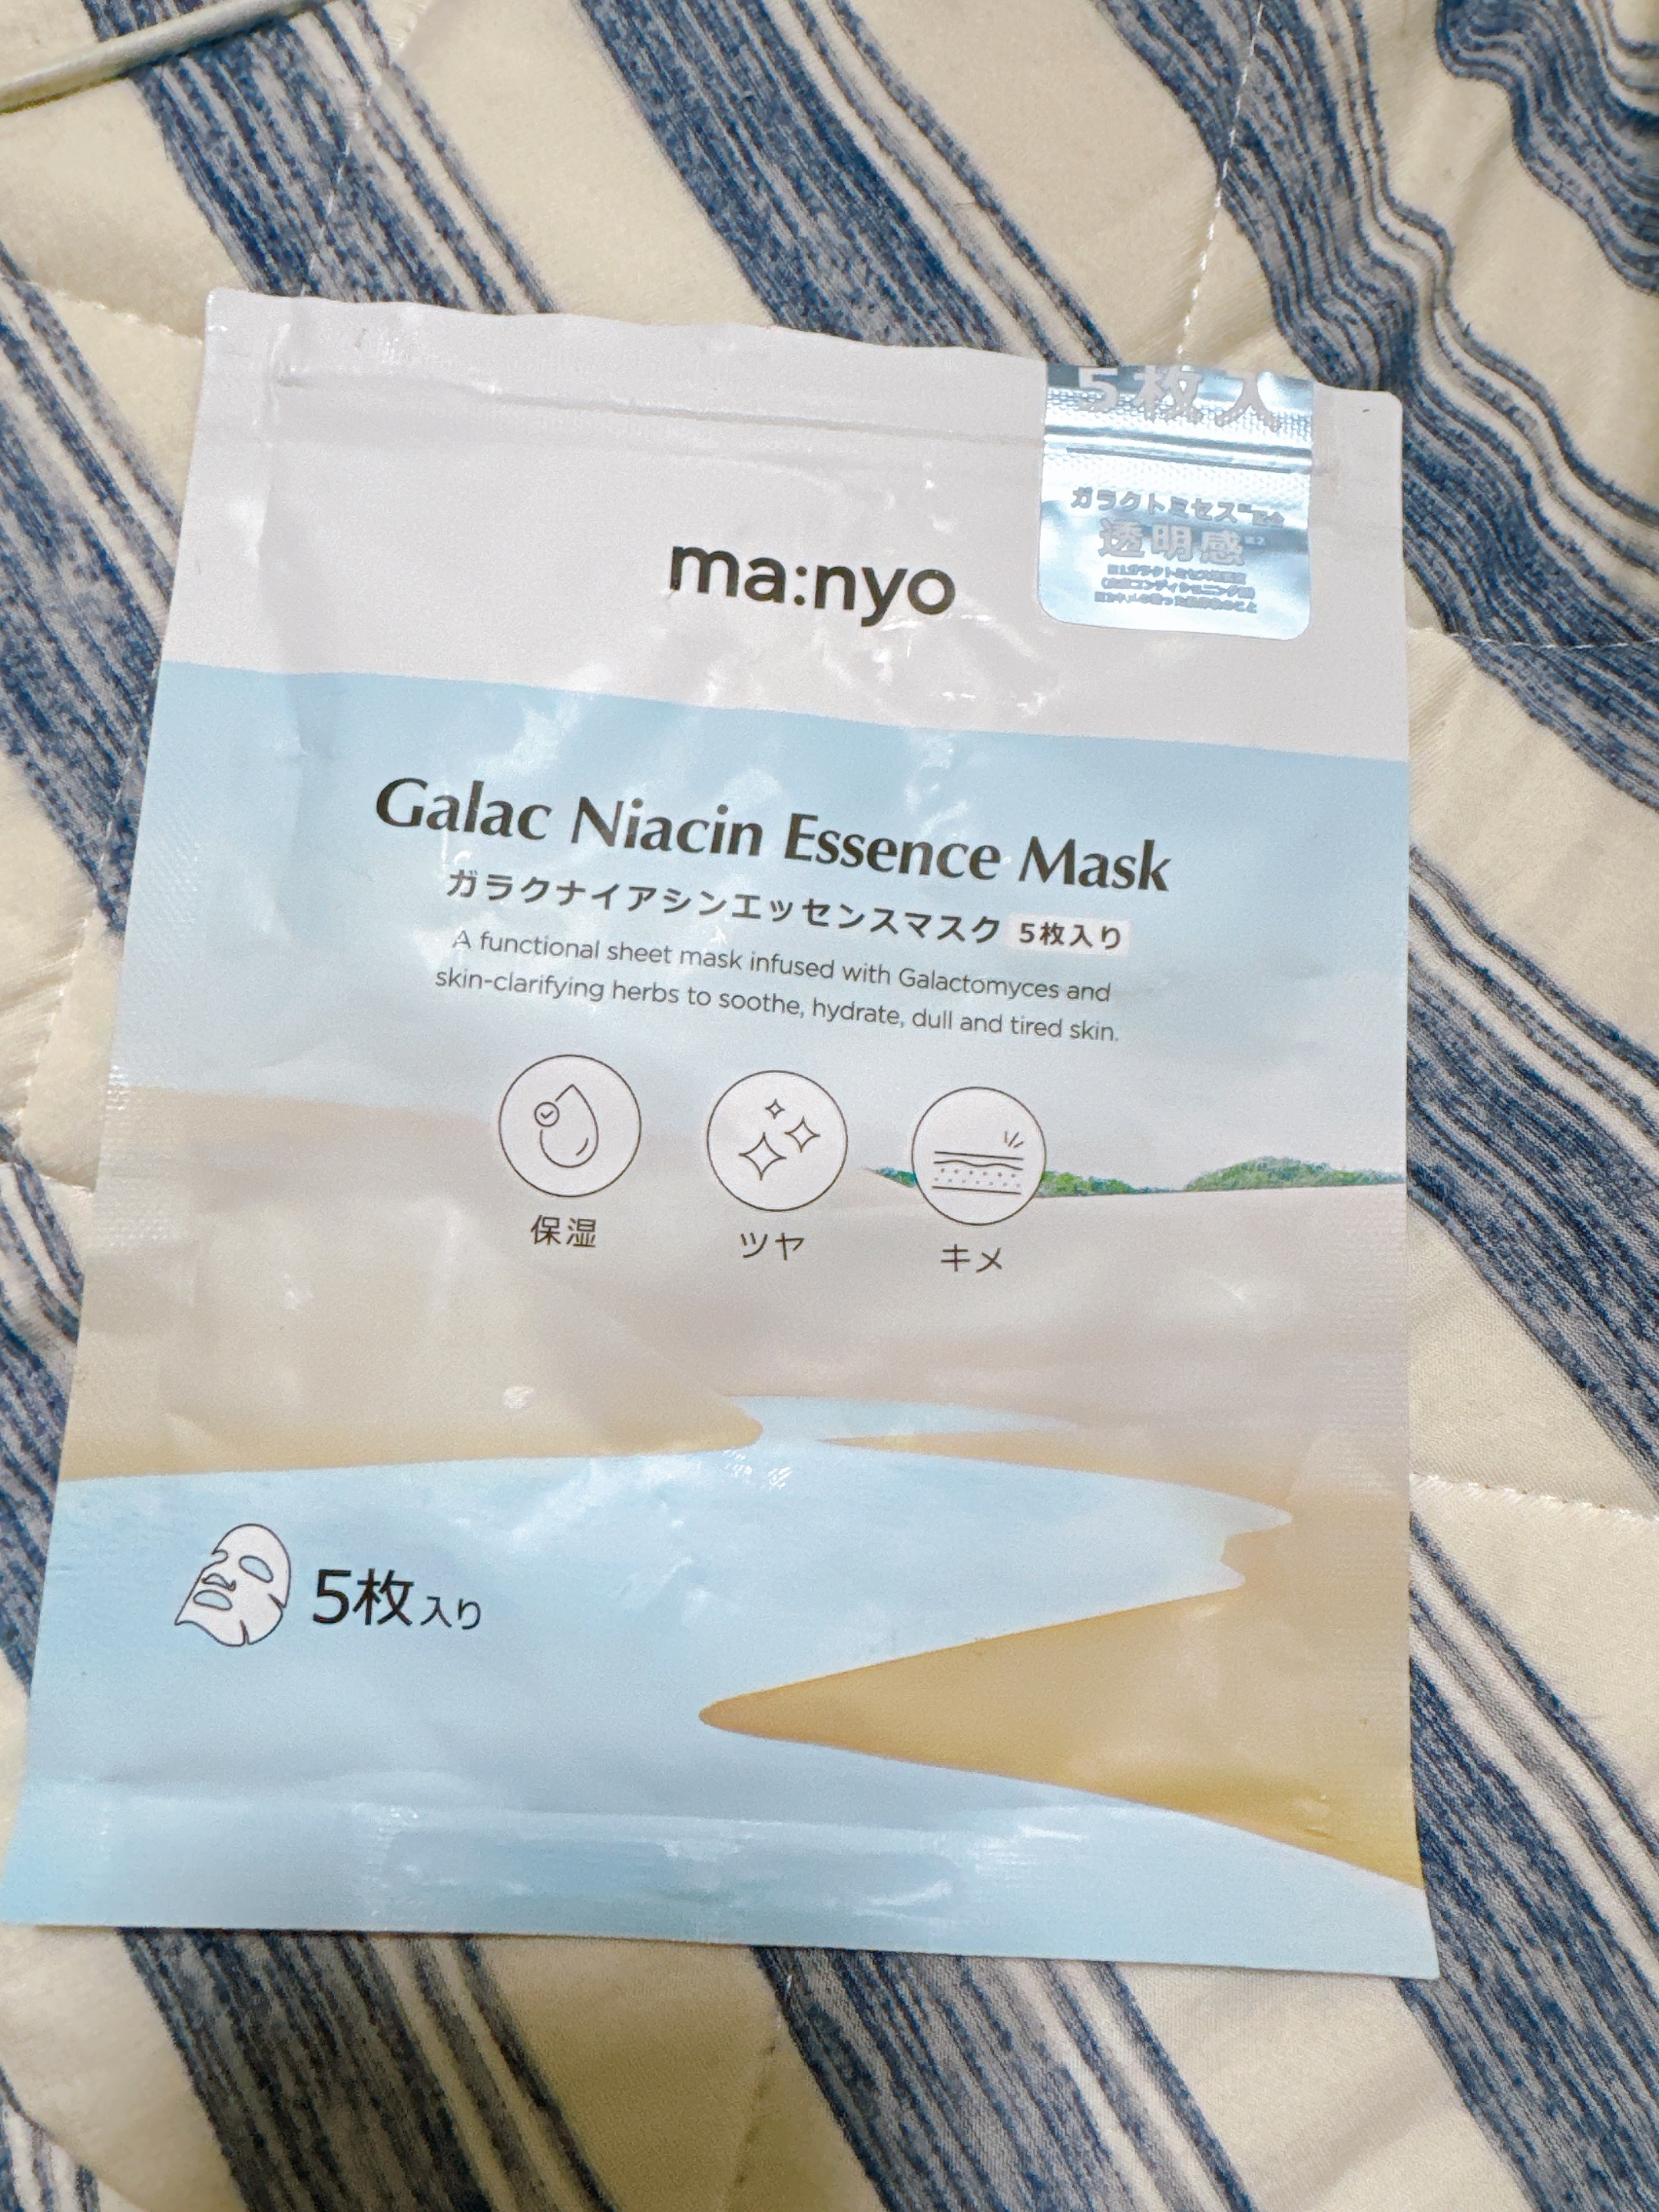 5枚入
ガラクトミセス
透明感
ma:nyo
Galac Niacin Essence Mask
ガラクナイアシンエッセンスマスク 5枚入り
A functional sheet mask infused with Galactomyces and
skin-clarifying herbs to soothe, hydrate, dull and tired skin.
保湿 ツヤ キメ
5枚入り